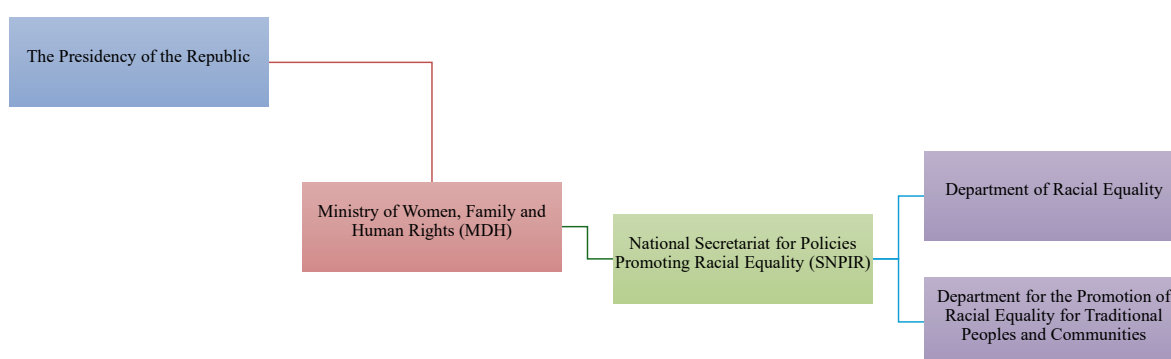 The Presidency of the Republic
Ministry of Women, Family and
Human Rights (MDH)
National Secretariat for Policies
Promoting Racial Equality (SNPIR)
Department of Racial Equality
Department for the Promotion of
Racial Equality for Traditional
Peoples and Communities